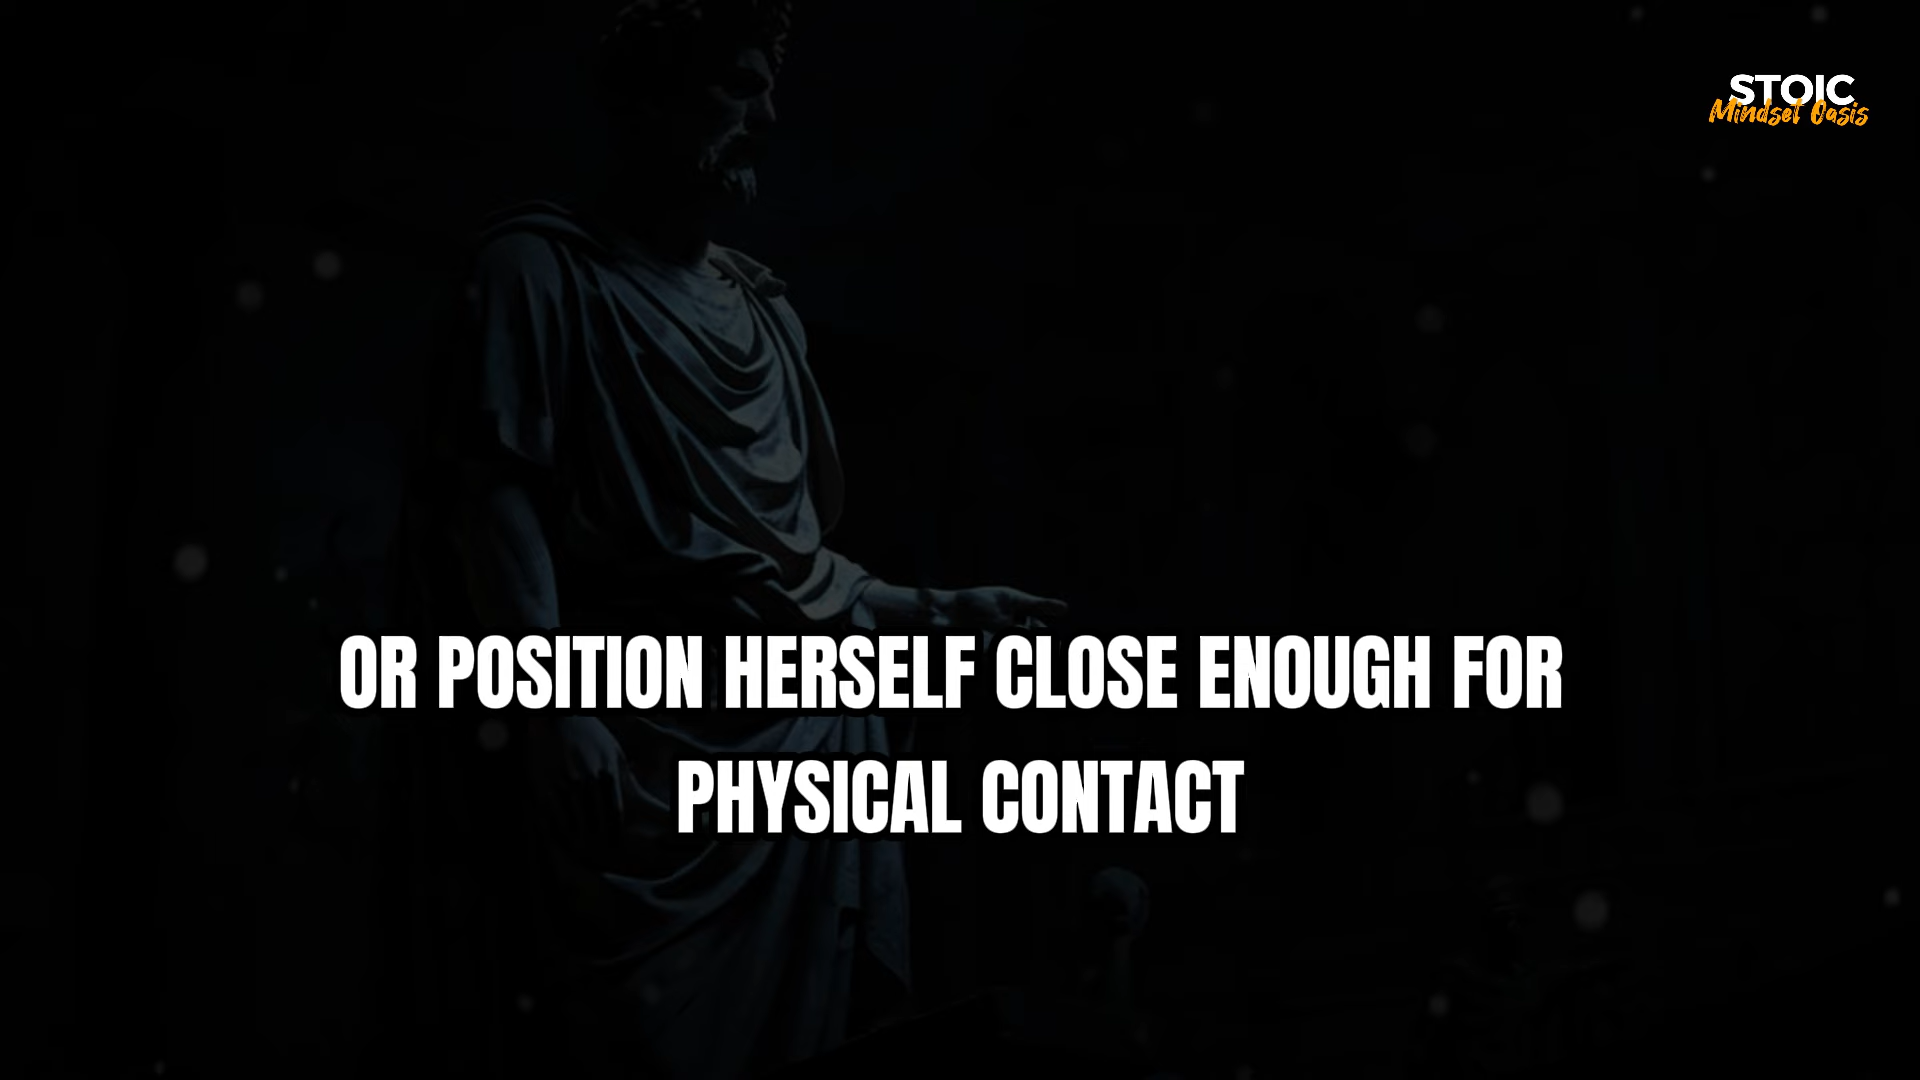 STOIC
Mindset Oasis
OR POSITION HERSELF CLOSE ENOUGH FOR
PHYSICAL CONTACT